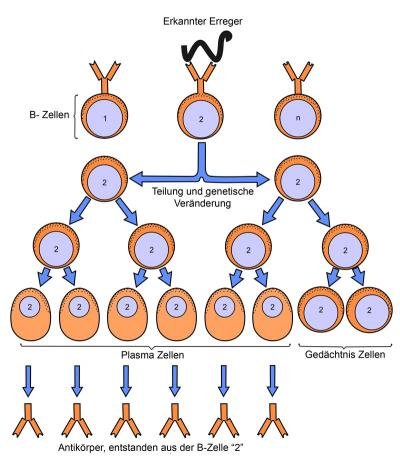 Erkannter Erreger
B- Zellen
1
2
n
2
2
Teilung und genetische
Veränderung
2
2
2
2
2
2
2
2
2
2
2
2
Plasma Zellen
Gedächtnis Zellen
Antikörper, entstanden aus der B-Zelle "2"